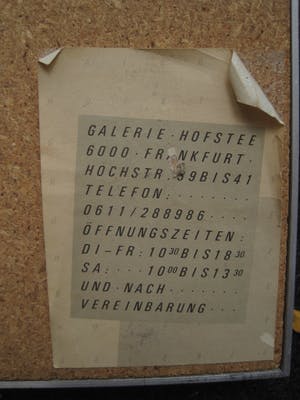 GALERIE·HOFSTEE
6000·FRANKFURT·
HOCHSTR.39BIS41
TELEFON:.......
0611/288986....
ÖFFNUNGSZEITEN:
DI-FR:10³⁰BIS18³⁰
SA:···10⁰⁰BIS13³⁰
UND·NACH·······
VEREINBARUNG···